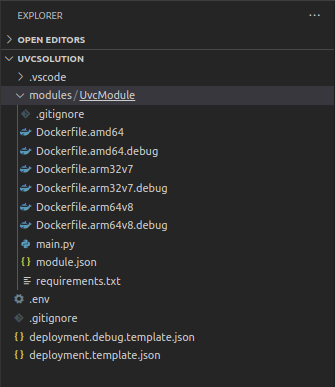 EXPLORER
OPEN EDITORS
UVCSOLUTION
.vscode
modules / UvcModule
.gitignore
Dockerfile.amd64
Dockerfile.amd64.debug
Dockerfile.arm32v7
Dockerfile.arm32v7.debug
Dockerfile.arm64v8
Dockerfile.arm64v8.debug
main.py
module.json
requirements.txt
.env
.gitignore
deployment.debug.template.json
deployment.template.json